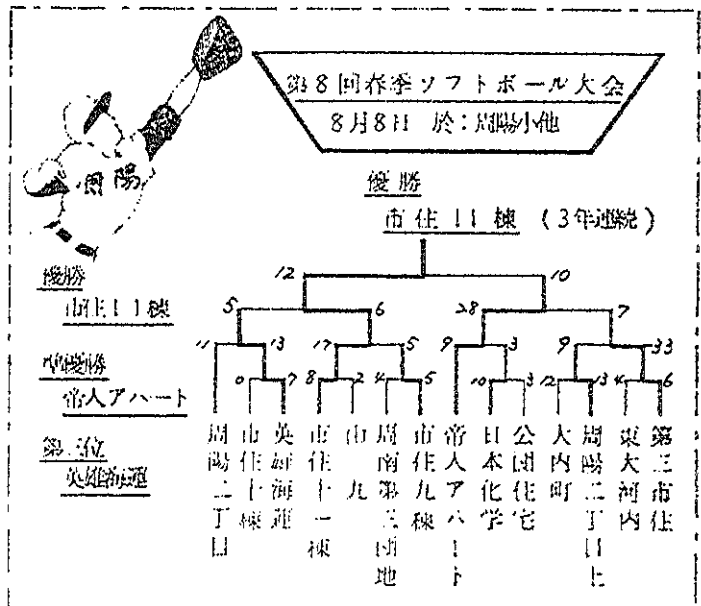 周陽
第8回春季ソフトボール大会
8月8日 於:周陽小他
優勝
市住11棟 (3年連続)
12 10
優勝
市住11棟
5 6 28 7
11 13 17 5 9 3 9 33
準優勝
帝人アパート
0 7 8 2 4 5 10 3 12 13 4 6
第三位
英雄海運
周陽二丁目
市住十棟
英雄海運
市住十一棟
山九
周南第三団地
市住九棟
帝人アパート
日本化学
公団住宅
大内町
周陽二丁目上
東大河内
第三市住